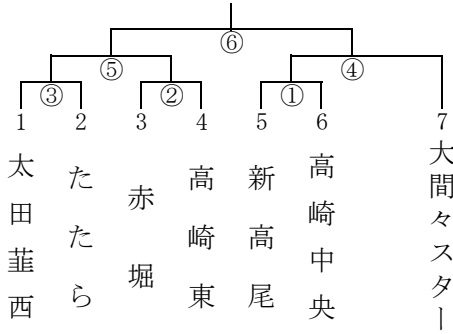 ⑥
⑤ ④
③ ② ①
1 2 3 4 5 6 7
太田韮西
たたら
赤堀
高崎東
新高尾
高崎中央
大間々スター